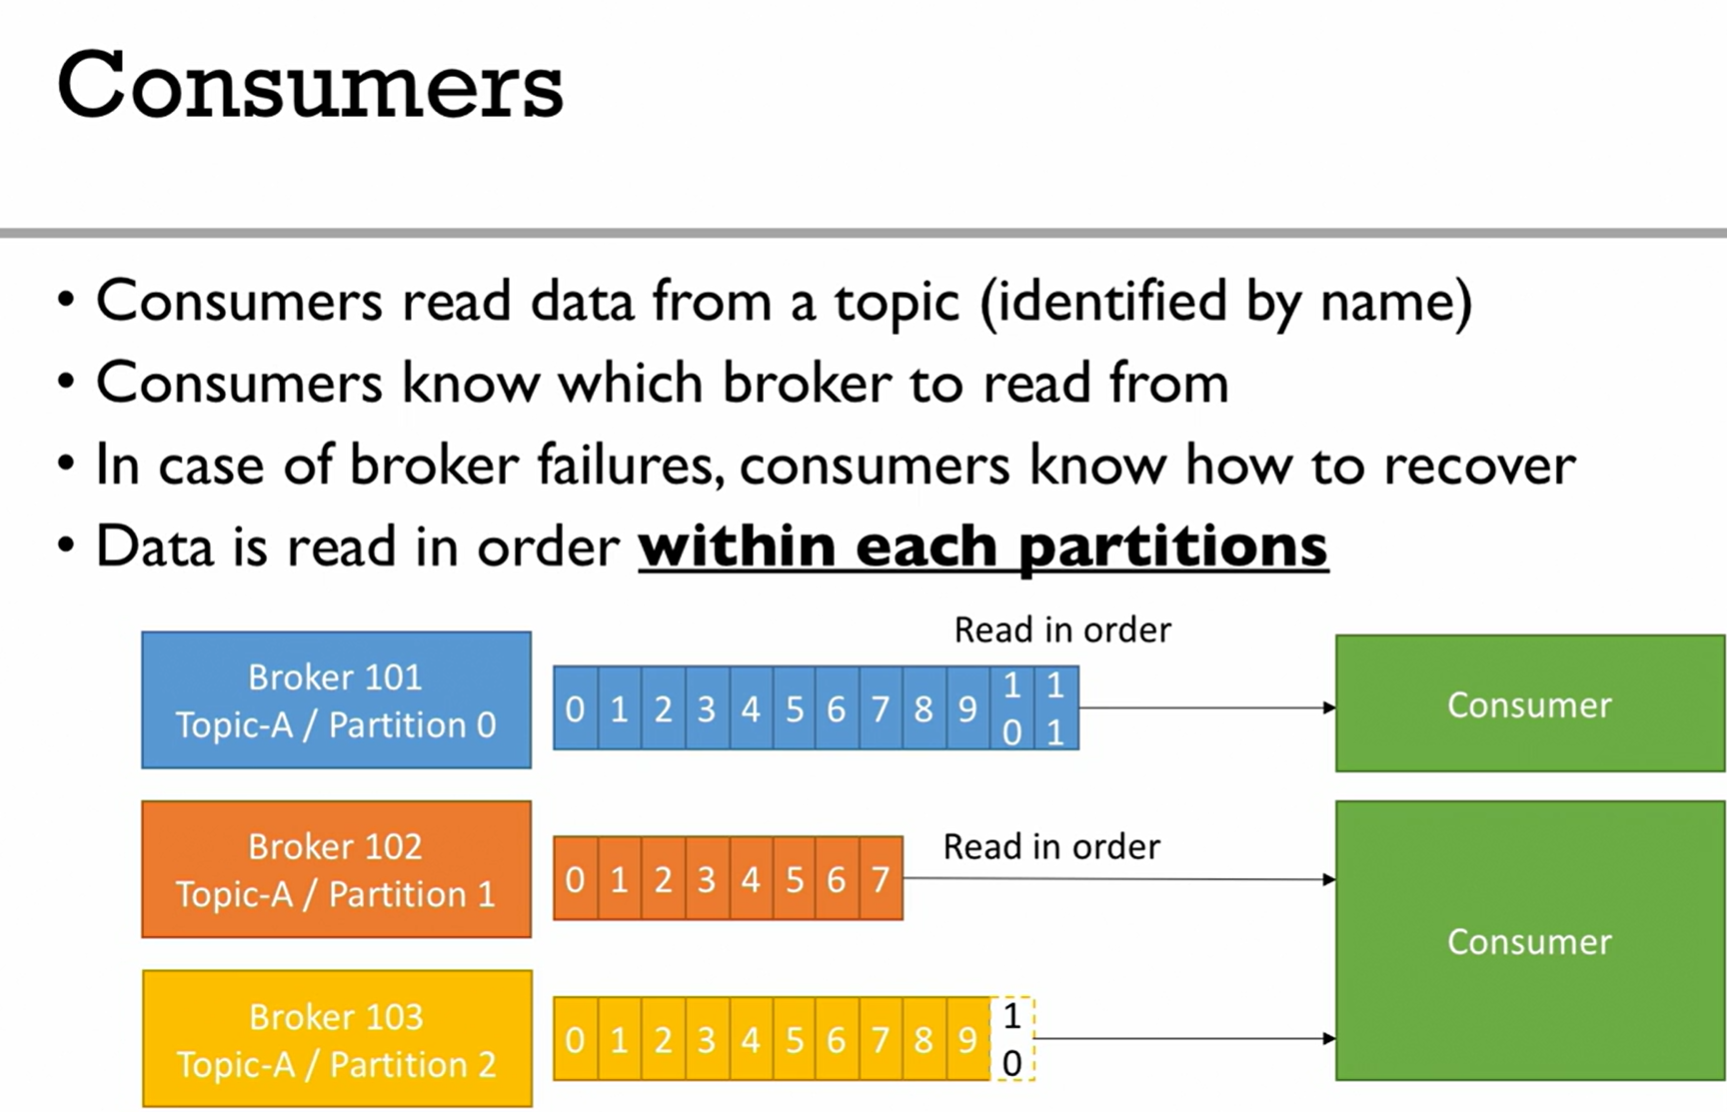 Consumers
• Consumers read data from a topic (identified by name)
• Consumers know which broker to read from
• In case of broker failures, consumers know how to recover
• Data is read in order within each partitions
Read in order
Broker 101
Topic-A / Partition 0
0 1 2 3 4 5 6 7 8 9 10 11
Consumer
Broker 102
Topic-A / Partition 1
0 1 2 3 4 5 6 7
Read in order
Consumer
Broker 103
Topic-A / Partition 2
0 1 2 3 4 5 6 7 8 9 10